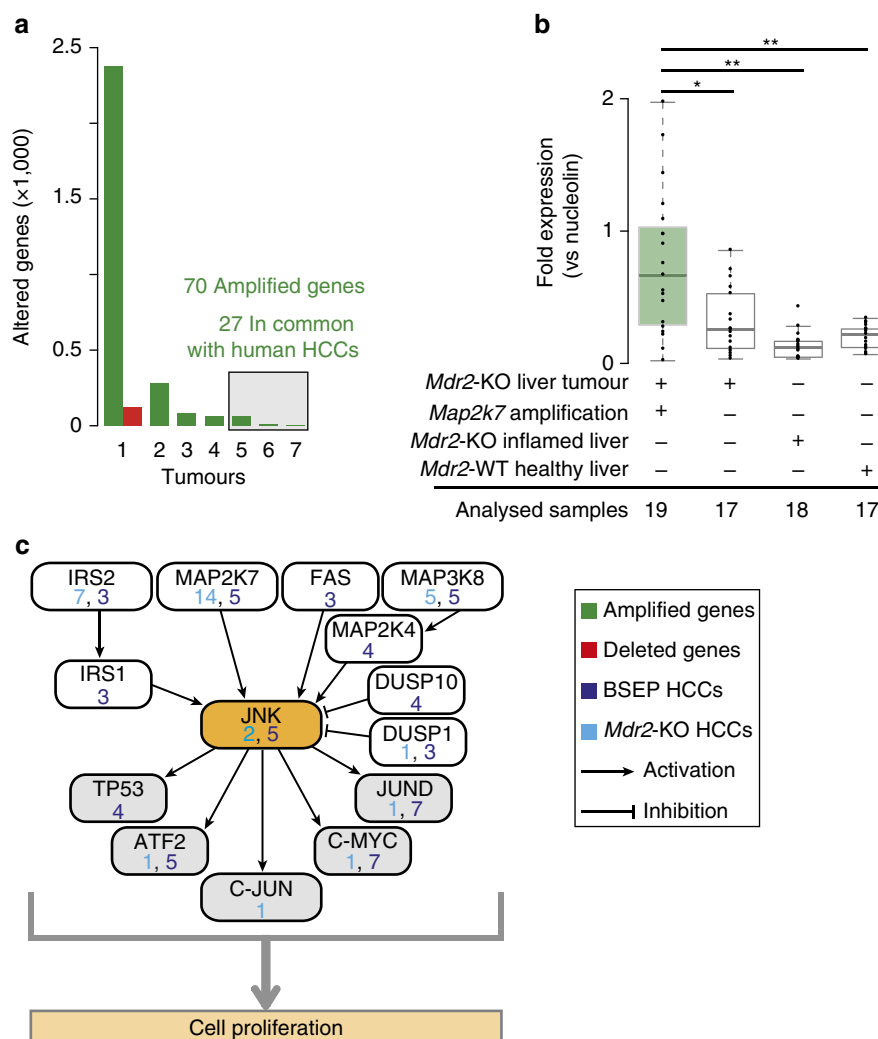 a
2.5
1.5
0.5
0
Altered genes (×1,000)
70 Amplified genes
27 In common
with human HCCs
1 2 3 4 5 6 7
Tumours
b
**
**
*
2
1
0
Fold expression
(vs nucleolin)
Mdr2-KO liver tumour + + – –
Map2k7 amplification + – – –
Mdr2-KO inflamed liver – – + –
Mdr2-WT healthy liver – – – +
Analysed samples 19 17 18 17
c
IRS2
7, 3
MAP2K7
14, 5
FAS
3
MAP3K8
5, 5
MAP2K4
4
IRS1
3
DUSP10
4
JNK
2, 5
DUSP1
1, 3
TP53
4
JUND
1, 7
ATF2
1, 5
C-MYC
1, 7
C-JUN
1
Cell proliferation
Amplified genes
Deleted genes
BSEP HCCs
Mdr2-KO HCCs
Activation
Inhibition